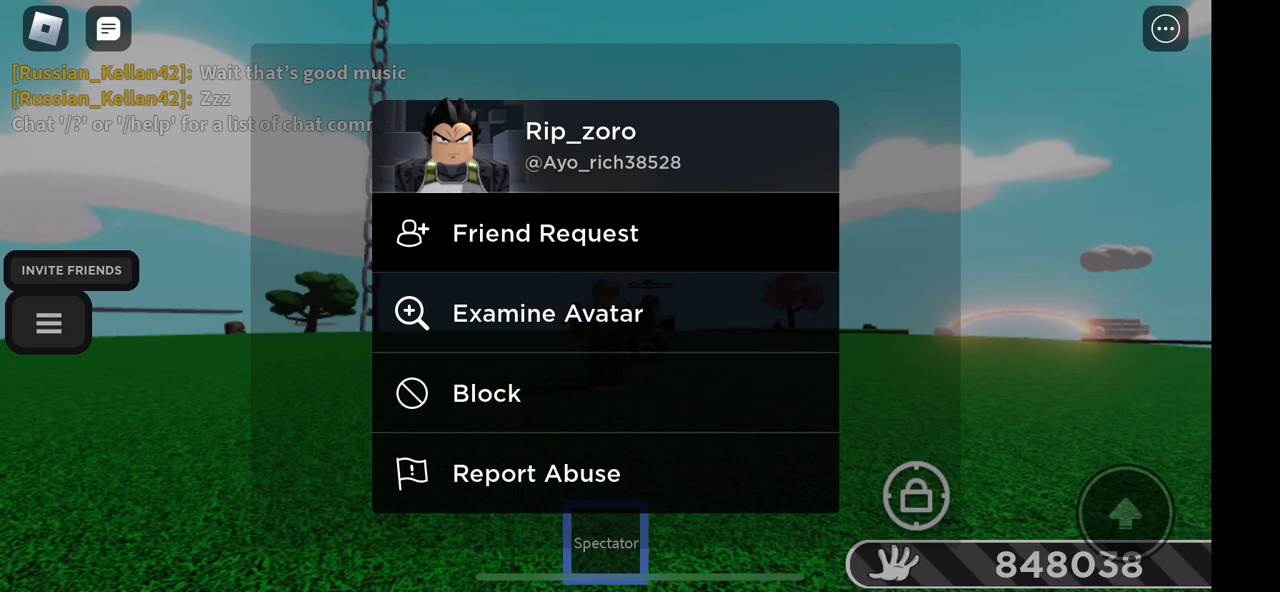 [Russian_Kellan42]: Wait that's good music
[Russian_Kellan42]: Zzz
Chat '/?' or '/help' for a list of chat com
Rip_zoro
@Ayo_rich38528
Friend Request
Examine Avatar
Block
Report Abuse
INVITE FRIENDS
Spectator
848038